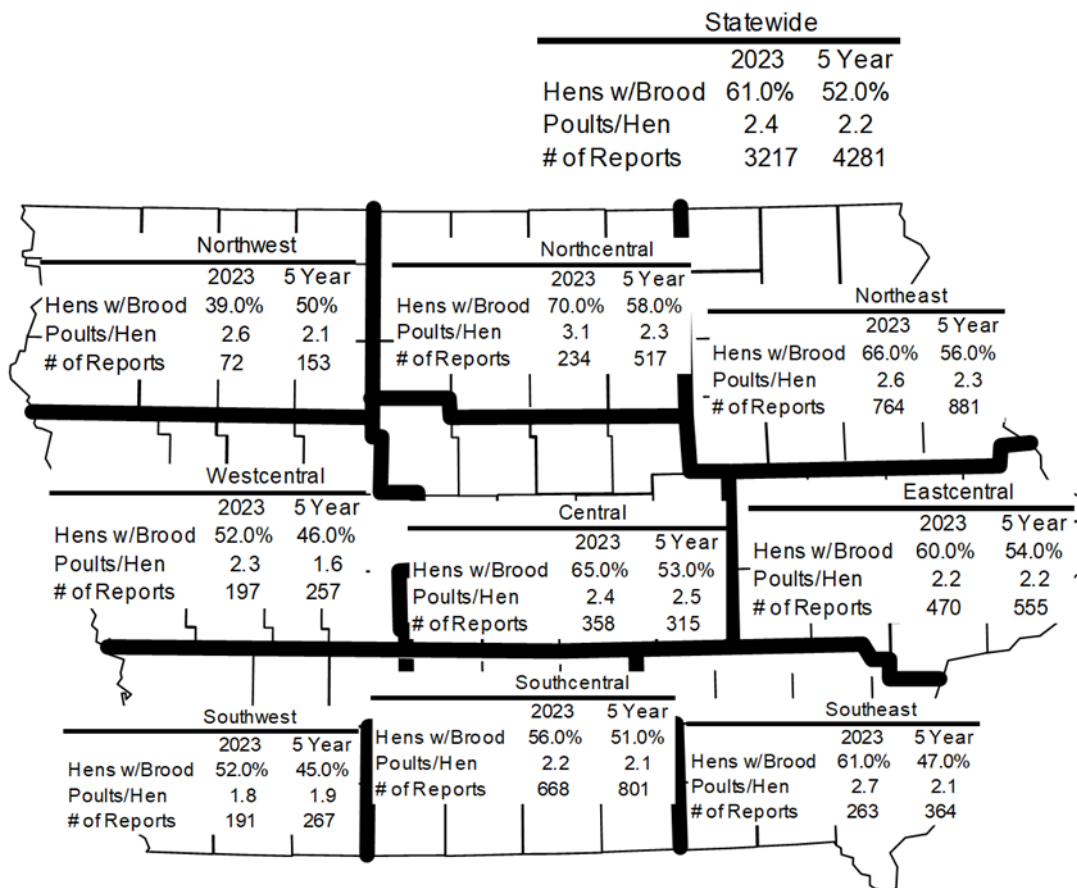 Statewide
2023 5 Year
Hens w/Brood 61.0% 52.0%
Poults/Hen 2.4 2.2
# of Reports 3217 4281
Northwest
2023 5 Year
Hens w/Brood 39.0% 50%
Poults/Hen 2.6 2.1
# of Reports 72 153
Northcentral
2023 5 Year
Hens w/Brood 70.0% 58.0%
Poults/Hen 3.1 2.3
# of Reports 234 517
Northeast
2023 5 Year
Hens w/Brood 66.0% 56.0%
Poults/Hen 2.6 2.3
# of Reports 764 881
Westcentral
2023 5 Year
Hens w/Brood 52.0% 46.0%
Poults/Hen 2.3 1.6
# of Reports 197 257
Central
2023 5 Year
Hens w/Brood 65.0% 53.0%
Poults/Hen 2.4 2.5
# of Reports 358 315
Eastcentral
2023 5 Year
Hens w/Brood 60.0% 54.0%
Poults/Hen 2.2 2.2
# of Reports 470 555
Southwest
2023 5 Year
Hens w/Brood 52.0% 45.0%
Poults/Hen 1.8 1.9
# of Reports 191 267
Southcentral
2023 5 Year
Hens w/Brood 56.0% 51.0%
Poults/Hen 2.2 2.1
# of Reports 668 801
Southeast
2023 5 Year
Hens w/Brood 61.0% 47.0%
Poults/Hen 2.7 2.1
# of Reports 263 364